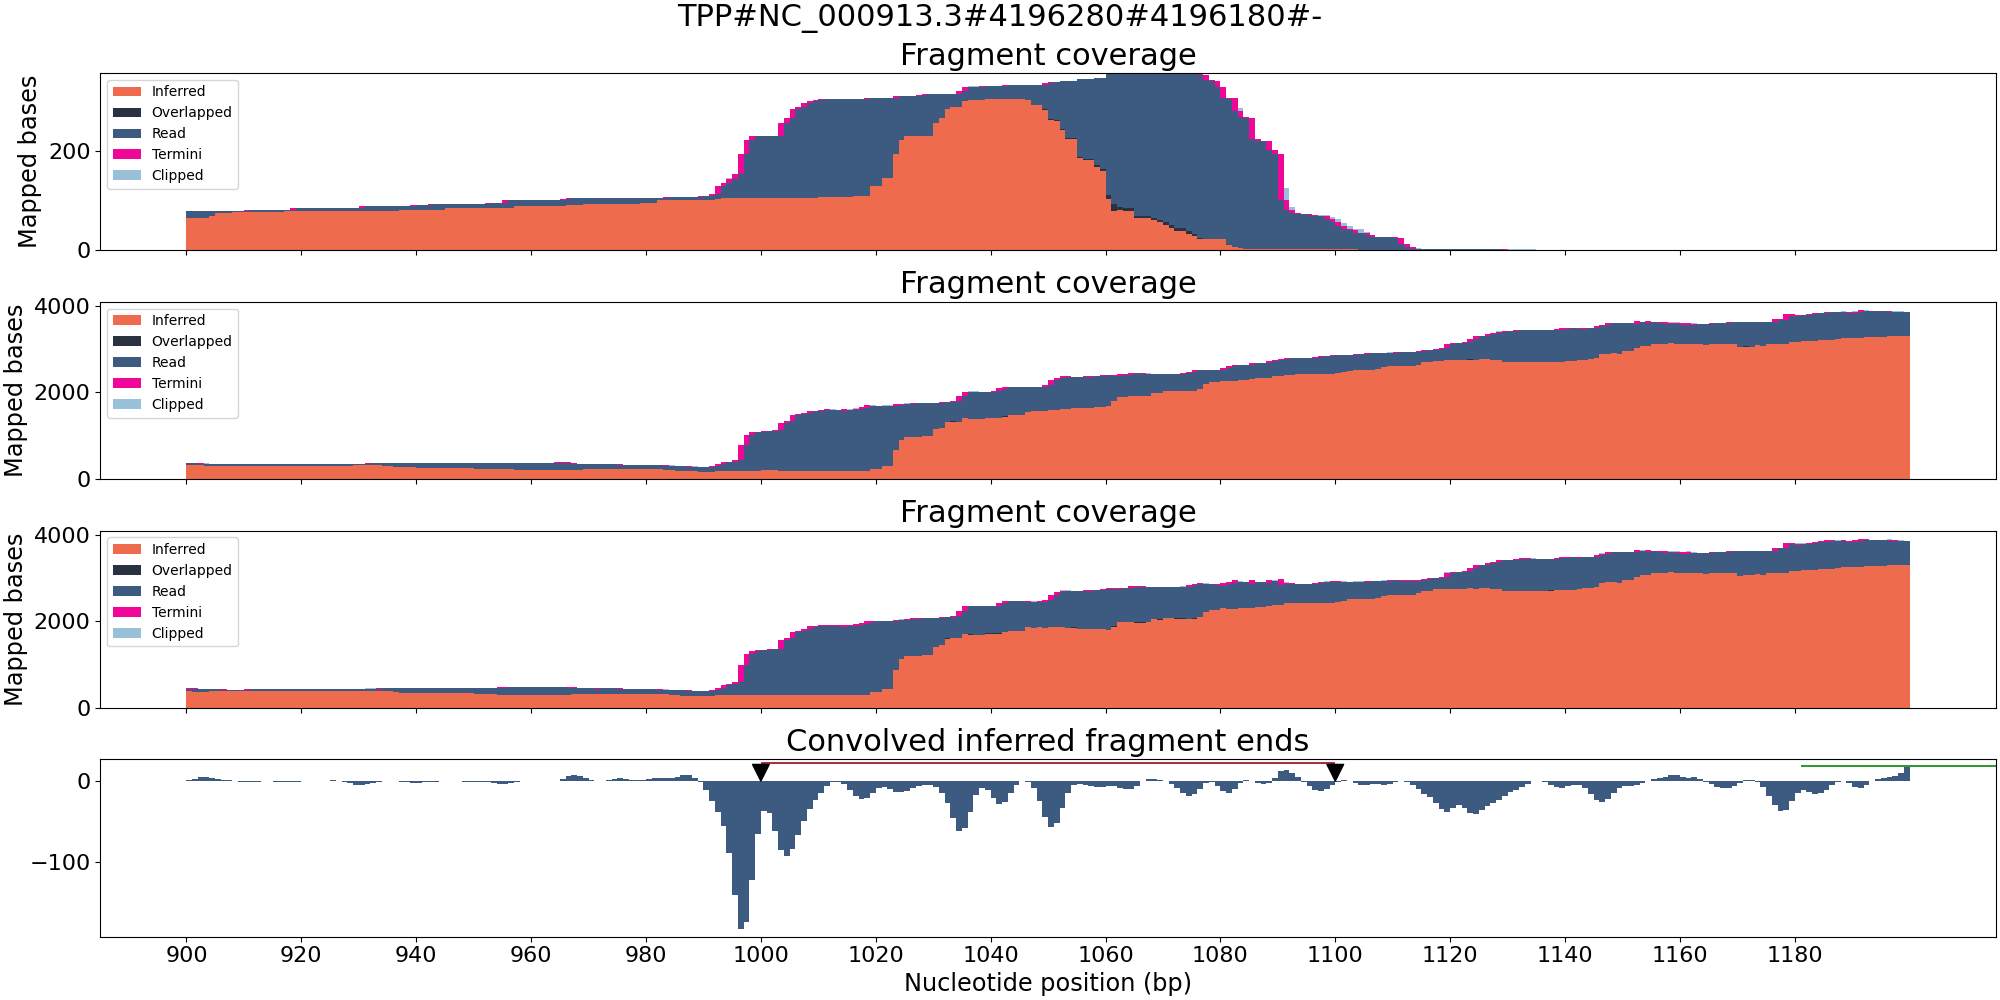 TPP#NC_000913.3#4196280#4196180#-
Fragment coverage
Mapped bases
200
0
Inferred
Overlapped
Read
Termini
Clipped
Fragment coverage
Mapped bases
4000
2000
0
Inferred
Overlapped
Read
Termini
Clipped
Fragment coverage
Mapped bases
4000
2000
0
Inferred
Overlapped
Read
Termini
Clipped
Convolved inferred fragment ends
0
−100
900 920 940 960 980 1000 1020 1040 1060 1080 1100 1120 1140 1160 1180
Nucleotide position (bp)